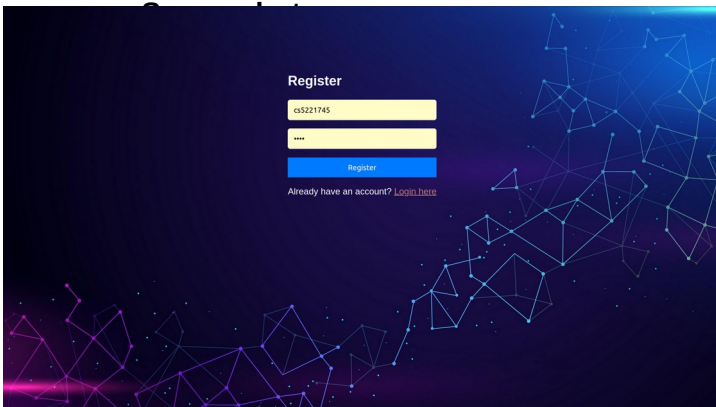 Register
cs5221745
••••
Register
Already have an account? Login here